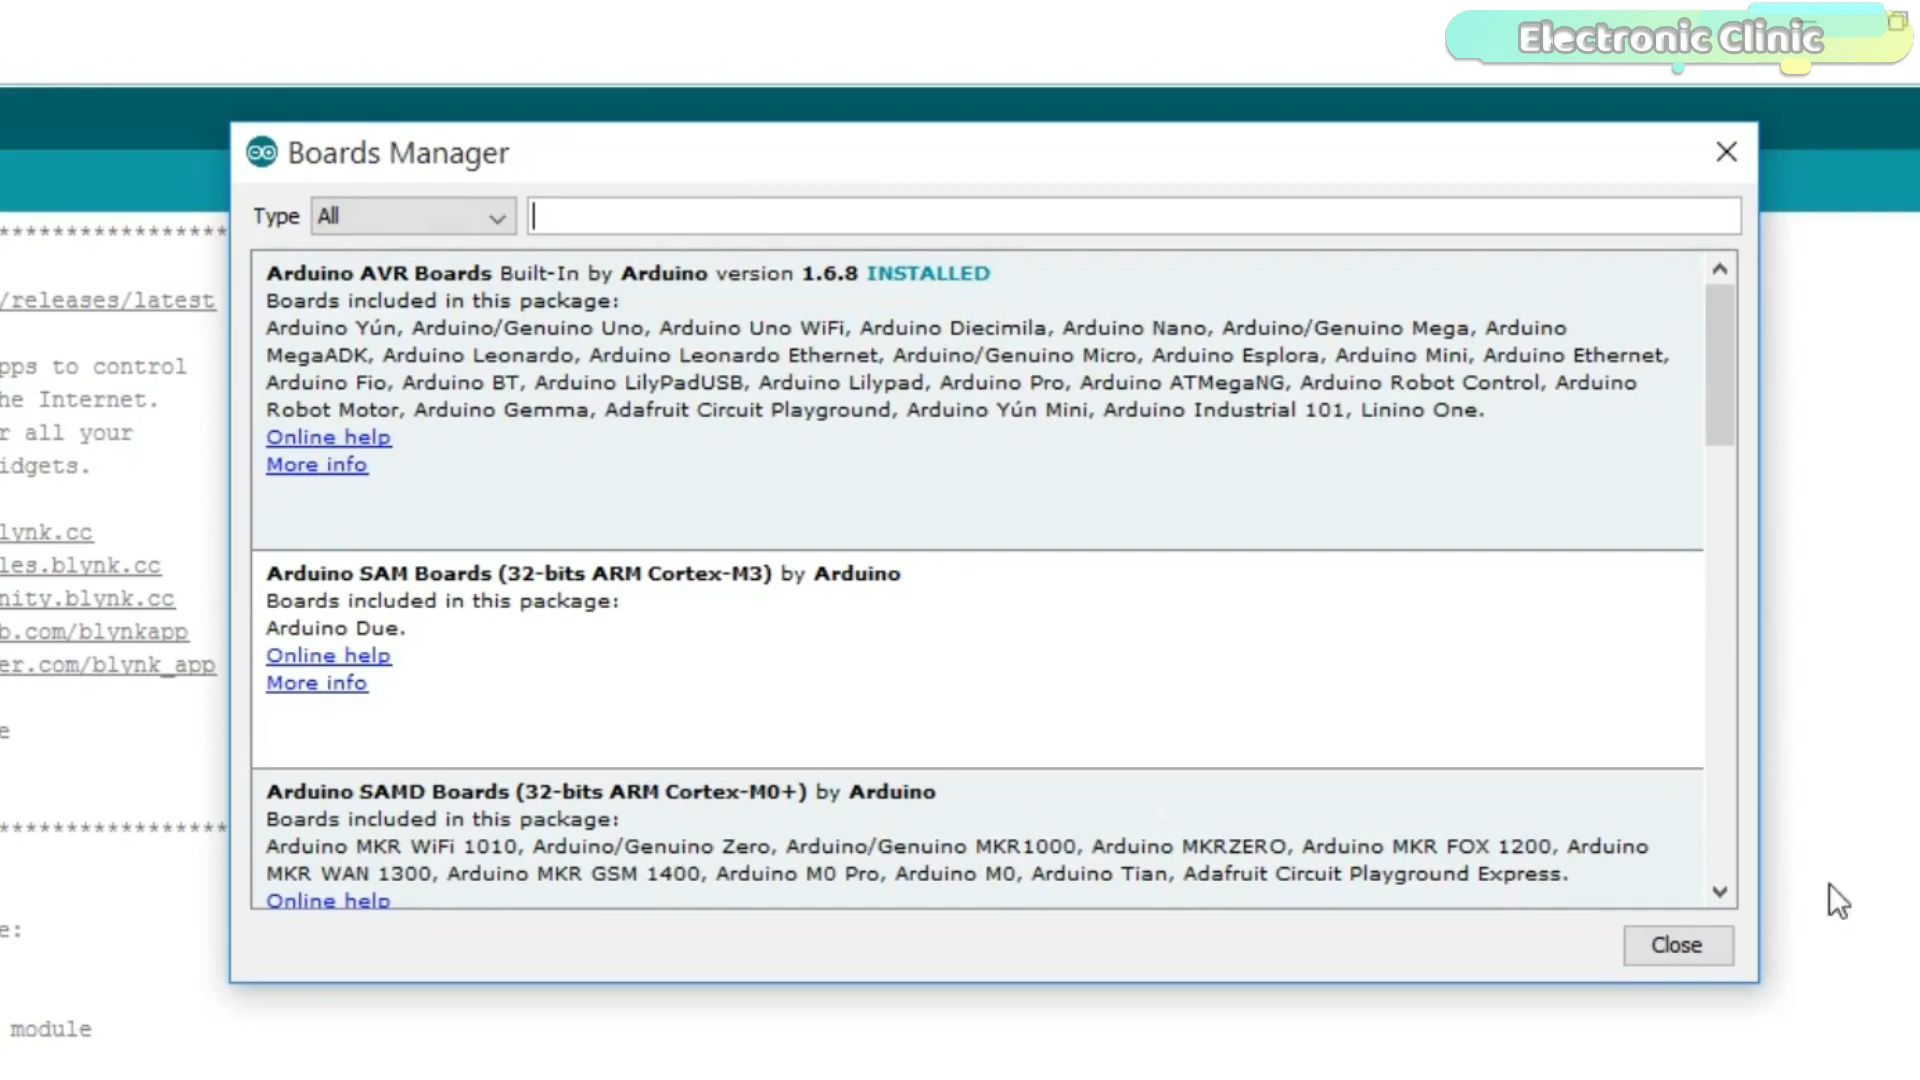 Electronic Clinic
Boards Manager
Type All
*****************
/releases/latest
pps to control
he Internet.
r all your
idgets.
lynk.cc
les.blynk.cc
nity.blynk.cc
b.com/blynkapp
er.com/blynk_app
e
*****************
e:
module
Arduino AVR Boards Built-In by Arduino version 1.6.8 INSTALLED
Boards included in this package:
Arduino Yún, Arduino/Genuino Uno, Arduino Uno WiFi, Arduino Diecimila, Arduino Nano, Arduino/Genuino Mega, Arduino
MegaADK, Arduino Leonardo, Arduino Leonardo Ethernet, Arduino/Genuino Micro, Arduino Esplora, Arduino Mini, Arduino Ethernet,
Arduino Fio, Arduino BT, Arduino LilyPadUSB, Arduino Lilypad, Arduino Pro, Arduino ATMegaNG, Arduino Robot Control, Arduino
Robot Motor, Arduino Gemma, Adafruit Circuit Playground, Arduino Yún Mini, Arduino Industrial 101, Linino One.
Online help
More info
Arduino SAM Boards (32-bits ARM Cortex-M3) by Arduino
Boards included in this package:
Arduino Due.
Online help
More info
Arduino SAMD Boards (32-bits ARM Cortex-M0+) by Arduino
Boards included in this package:
Arduino MKR WiFi 1010, Arduino/Genuino Zero, Arduino/Genuino MKR1000, Arduino MKRZERO, Arduino MKR FOX 1200, Arduino
MKR WAN 1300, Arduino MKR GSM 1400, Arduino M0 Pro, Arduino M0, Arduino Tian, Adafruit Circuit Playground Express.
Online help
Close